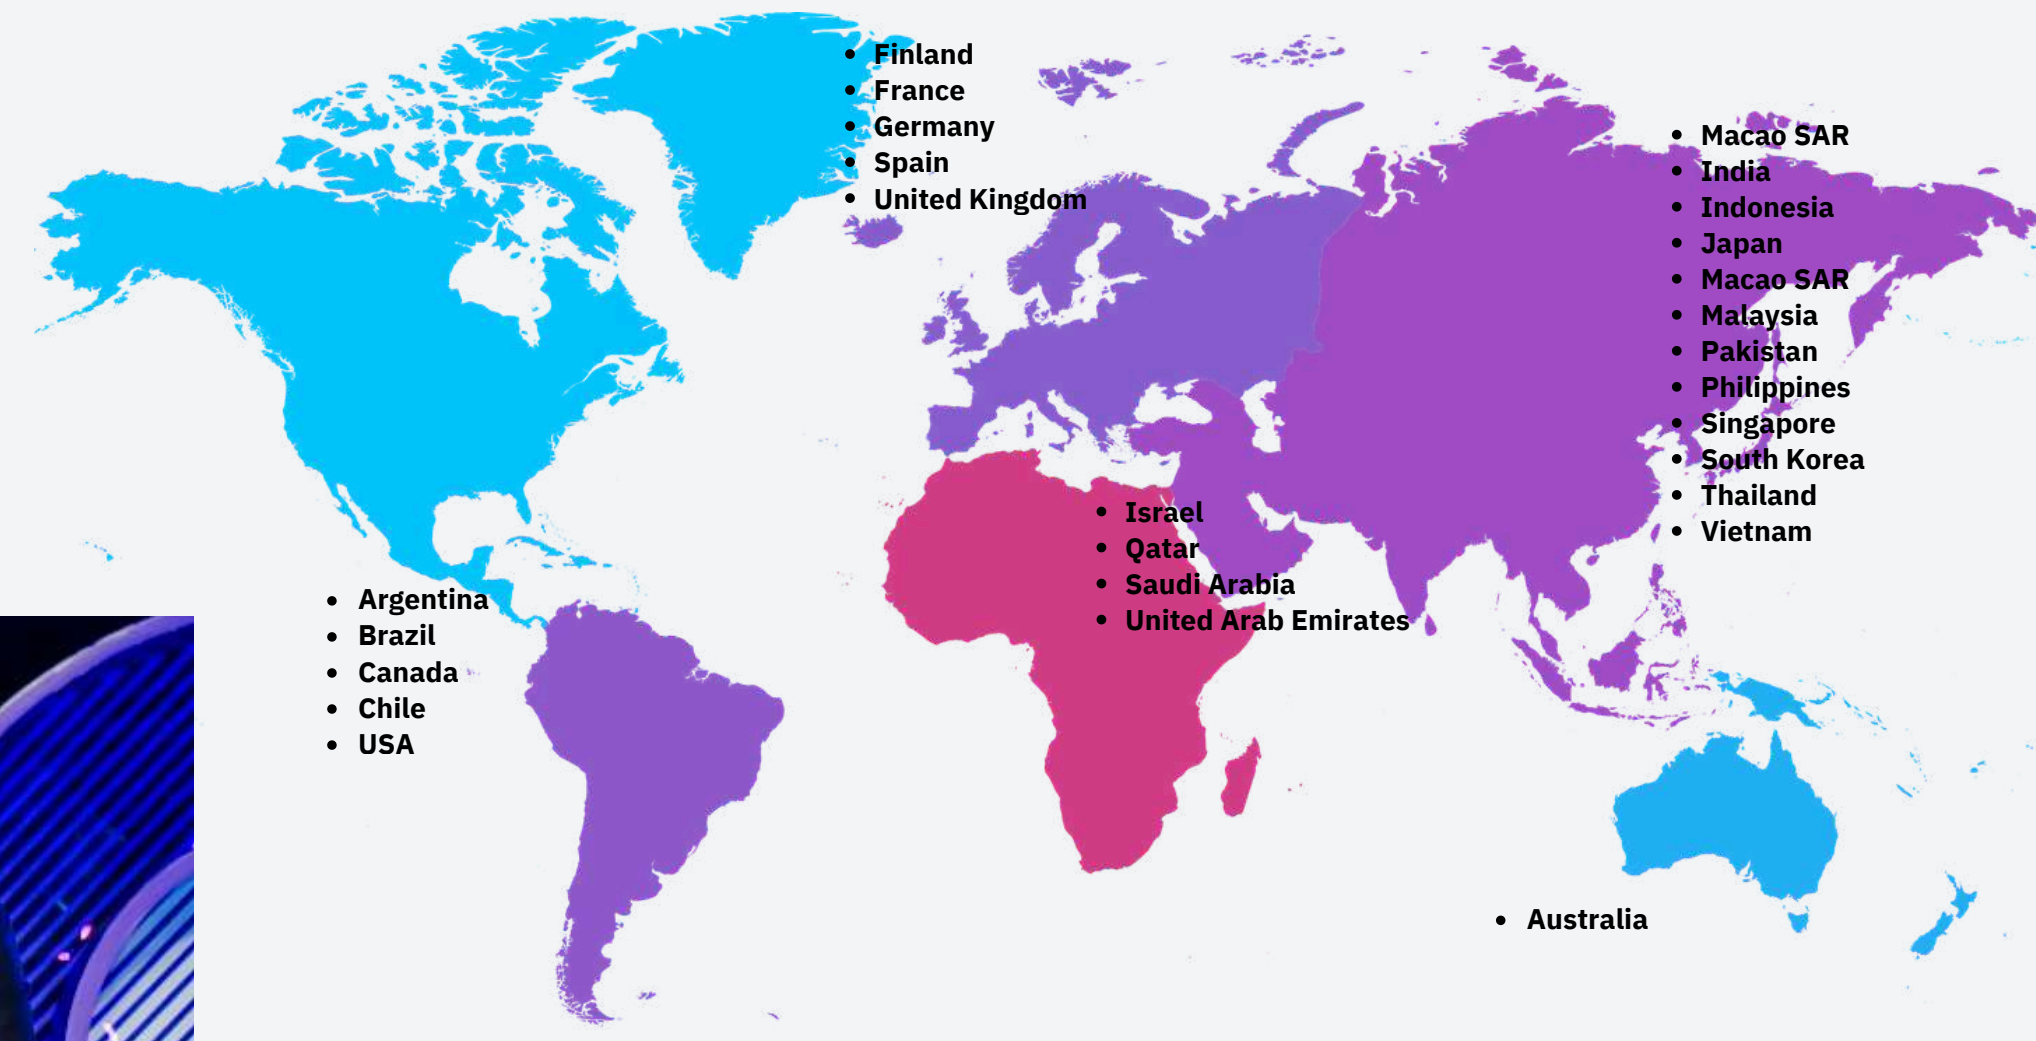 • Finland
• France
• Germany
• Spain
• United Kingdom
• Macao SAR
• India
• Indonesia
• Japan
• Macao SAR
• Malaysia
• Pakistan
• Philippines
• Singapore
• South Korea
• Thailand
• Vietnam
• Israel
• Qatar
• Saudi Arabia
• United Arab Emirates
• Argentina
• Brazil
• Canada
• Chile
• USA
• Australia